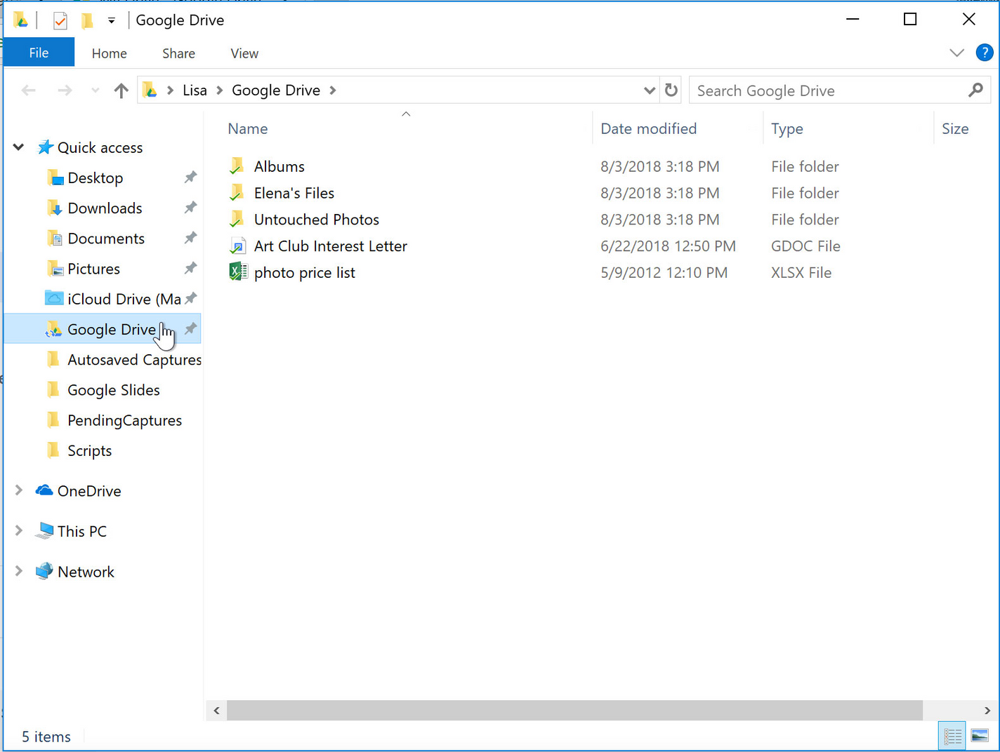 Google Drive
File Home Share View
Lisa Google Drive
Search Google Drive
Name Date modified Type Size
Quick access
Desktop
Downloads
Documents
Pictures
iCloud Drive (Ma
Google Drive
Autosaved Captures
Google Slides
PendingCaptures
Scripts
OneDrive
This PC
Network
Albums 8/3/2018 3:18 PM File folder
Elena's Files 8/3/2018 3:18 PM File folder
Untouched Photos 8/3/2018 3:18 PM File folder
Art Club Interest Letter 6/22/2018 12:50 PM GDOC File
photo price list 5/9/2012 12:10 PM XLSX File
5 items